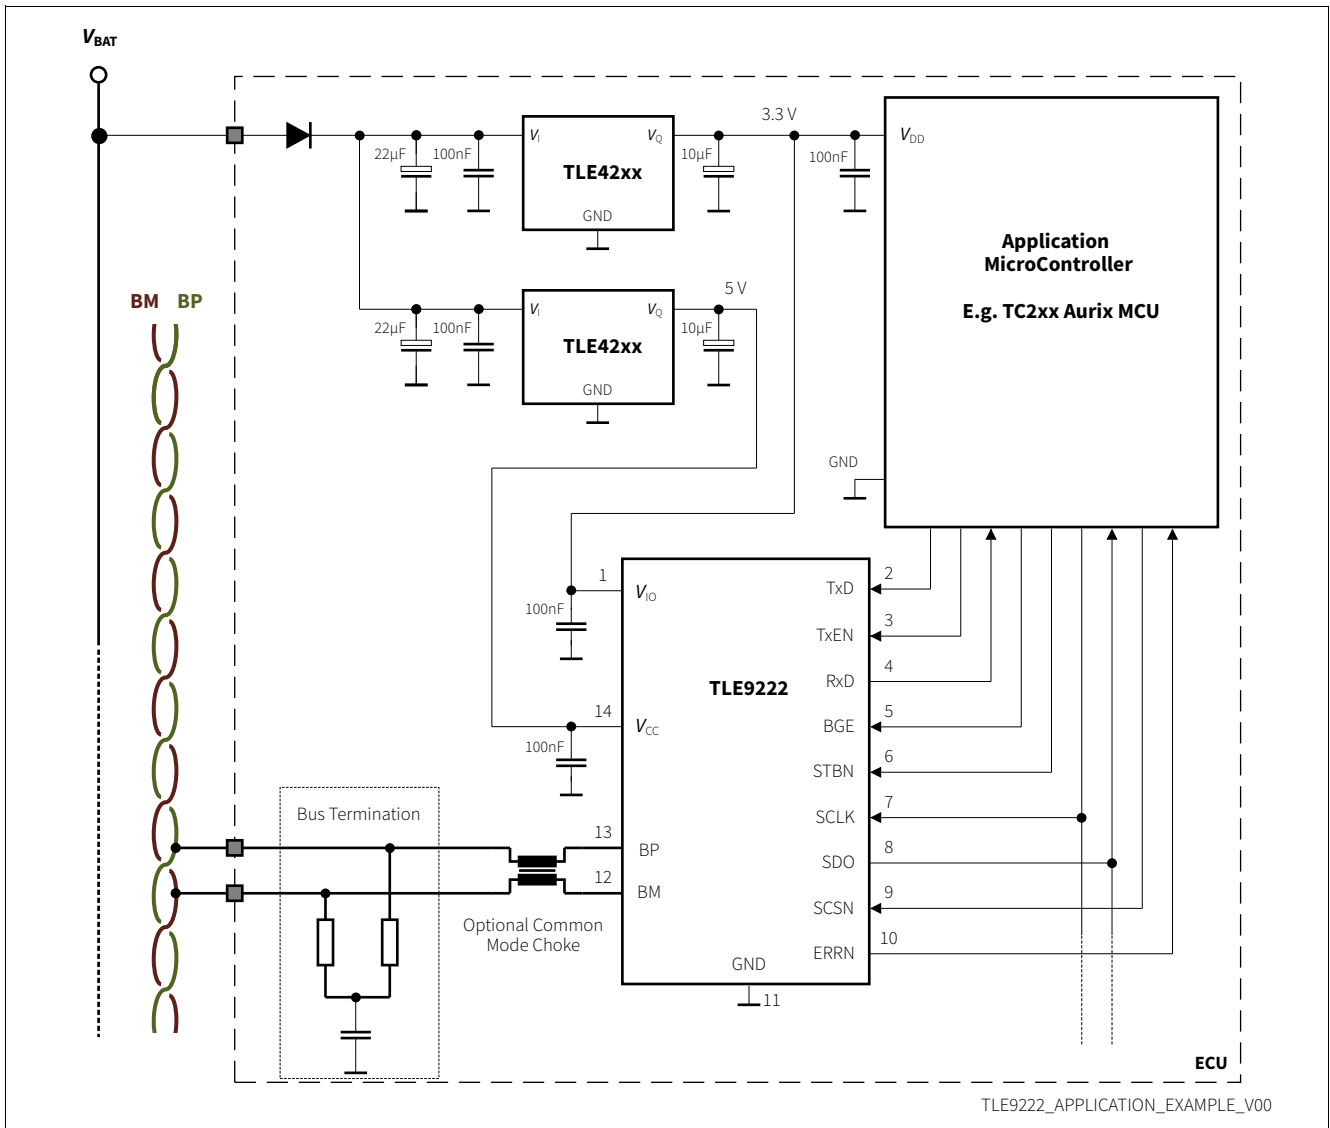 VBAT
3.3 V
VI
VQ
VDD
22µF
100nF
TLE42xx
10µF
100nF
GND
Application
MicroController
E.g. TC2xx Aurix MCU
BM
BP
5 V
VI
VQ
22µF
100nF
TLE42xx
10µF
GND
GND
1
VIO
100nF
TLE9222
14
VCC
100nF
TxD
2
TxEN
3
RxD
4
BGE
5
STBN
6
SCLK
7
SDO
8
SCSN
9
ERRN
10
Bus Termination
13
BP
12
BM
Optional Common
Mode Choke
GND
11
ECU
TLE9222_APPLICATION_EXAMPLE_V00